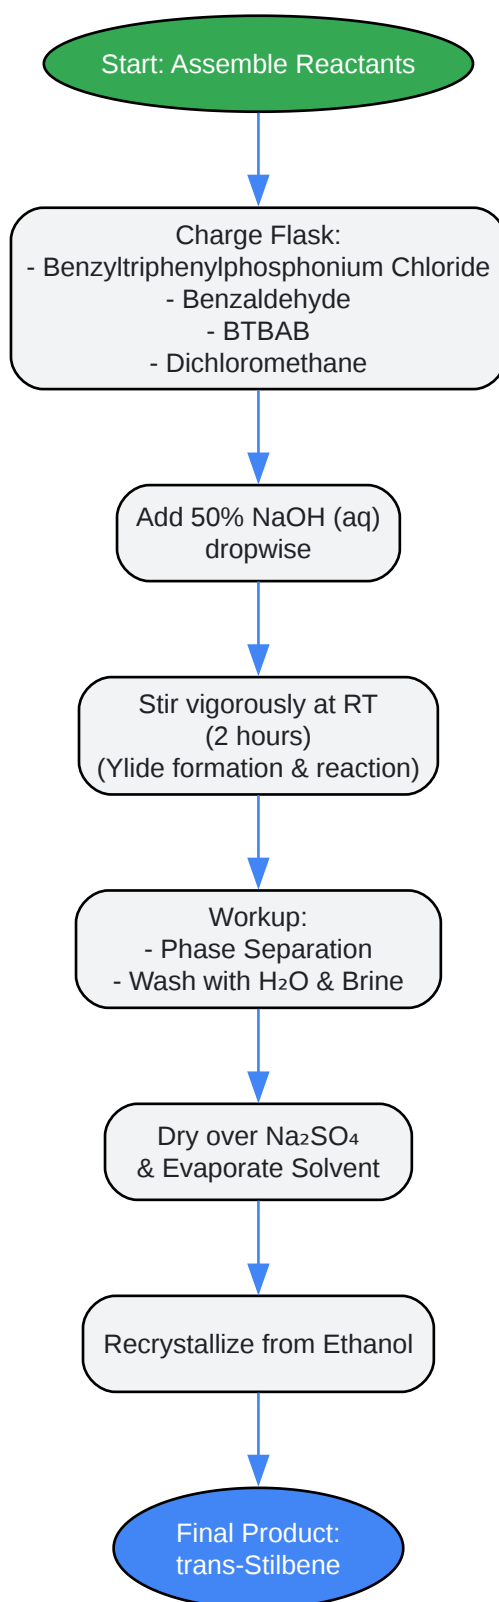 Start: Assemble Reactants
Charge Flask:
- Benzyltriphenylphosphonium Chloride
- Benzaldehyde
- BTBAB
- Dichloromethane
Add 50% NaOH (aq)
dropwise
Stir vigorously at RT
(2 hours)
(Ylide formation & reaction)
Workup:
- Phase Separation
- Wash with H₂O & Brine
Dry over Na₂SO₄
& Evaporate Solvent
Recrystallize from Ethanol
Final Product:
trans-Stilbene